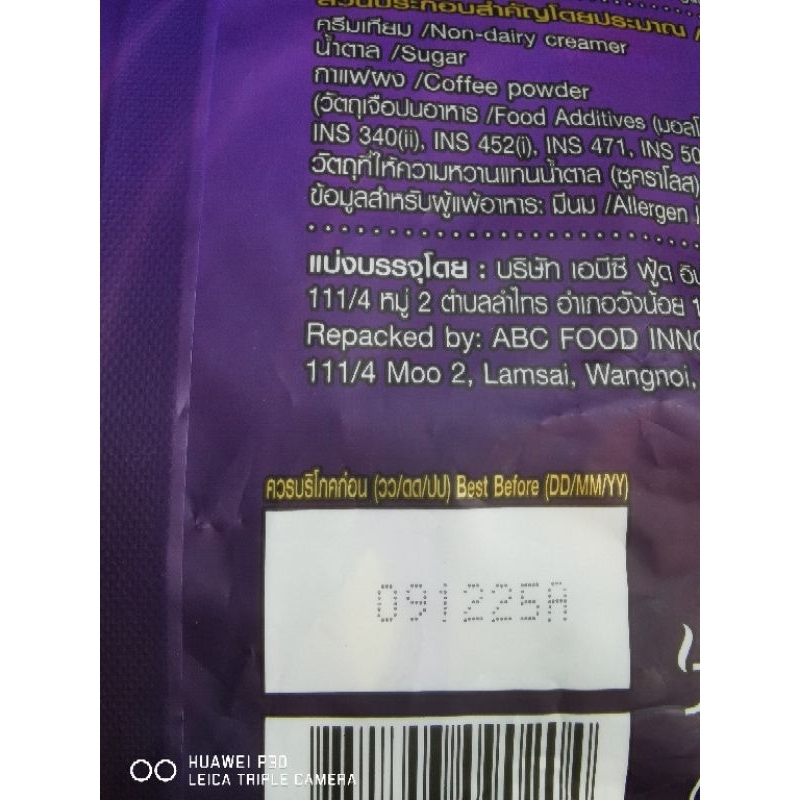 ส่วนประกอบสำคัญโดยประมาณ /
ครีมเทียม /Non-dairy creamer
น้ำตาล /Sugar
กาแฟผง /Coffee powder
(วัตถุเจือปนอาหาร /Food Additives (มอลโ
INS 340(ii), INS 452(i), INS 471, INS 50
วัตถุที่ให้ความหวานแทนน้ำตาล (ซูคราโลส)
ข้อมูลสำหรับผู้แพ้อาหาร: มีนม /Allergen
แบ่งบรรจุโดย : บริษัท เอบีซี ฟู้ด อิน
111/4 หมู่ 2 ตำบลลำไทร อำเภอวังน้อย
Repacked by: ABC FOOD INNO
111/4 Moo 2, Lamsai, Wangnoi,
ควรบริโภคก่อน (วว/ดด/ปป) Best Before (DD/MM/YY)
091225A
HUAWEI P30
LEICA TRIPLE CAMERA